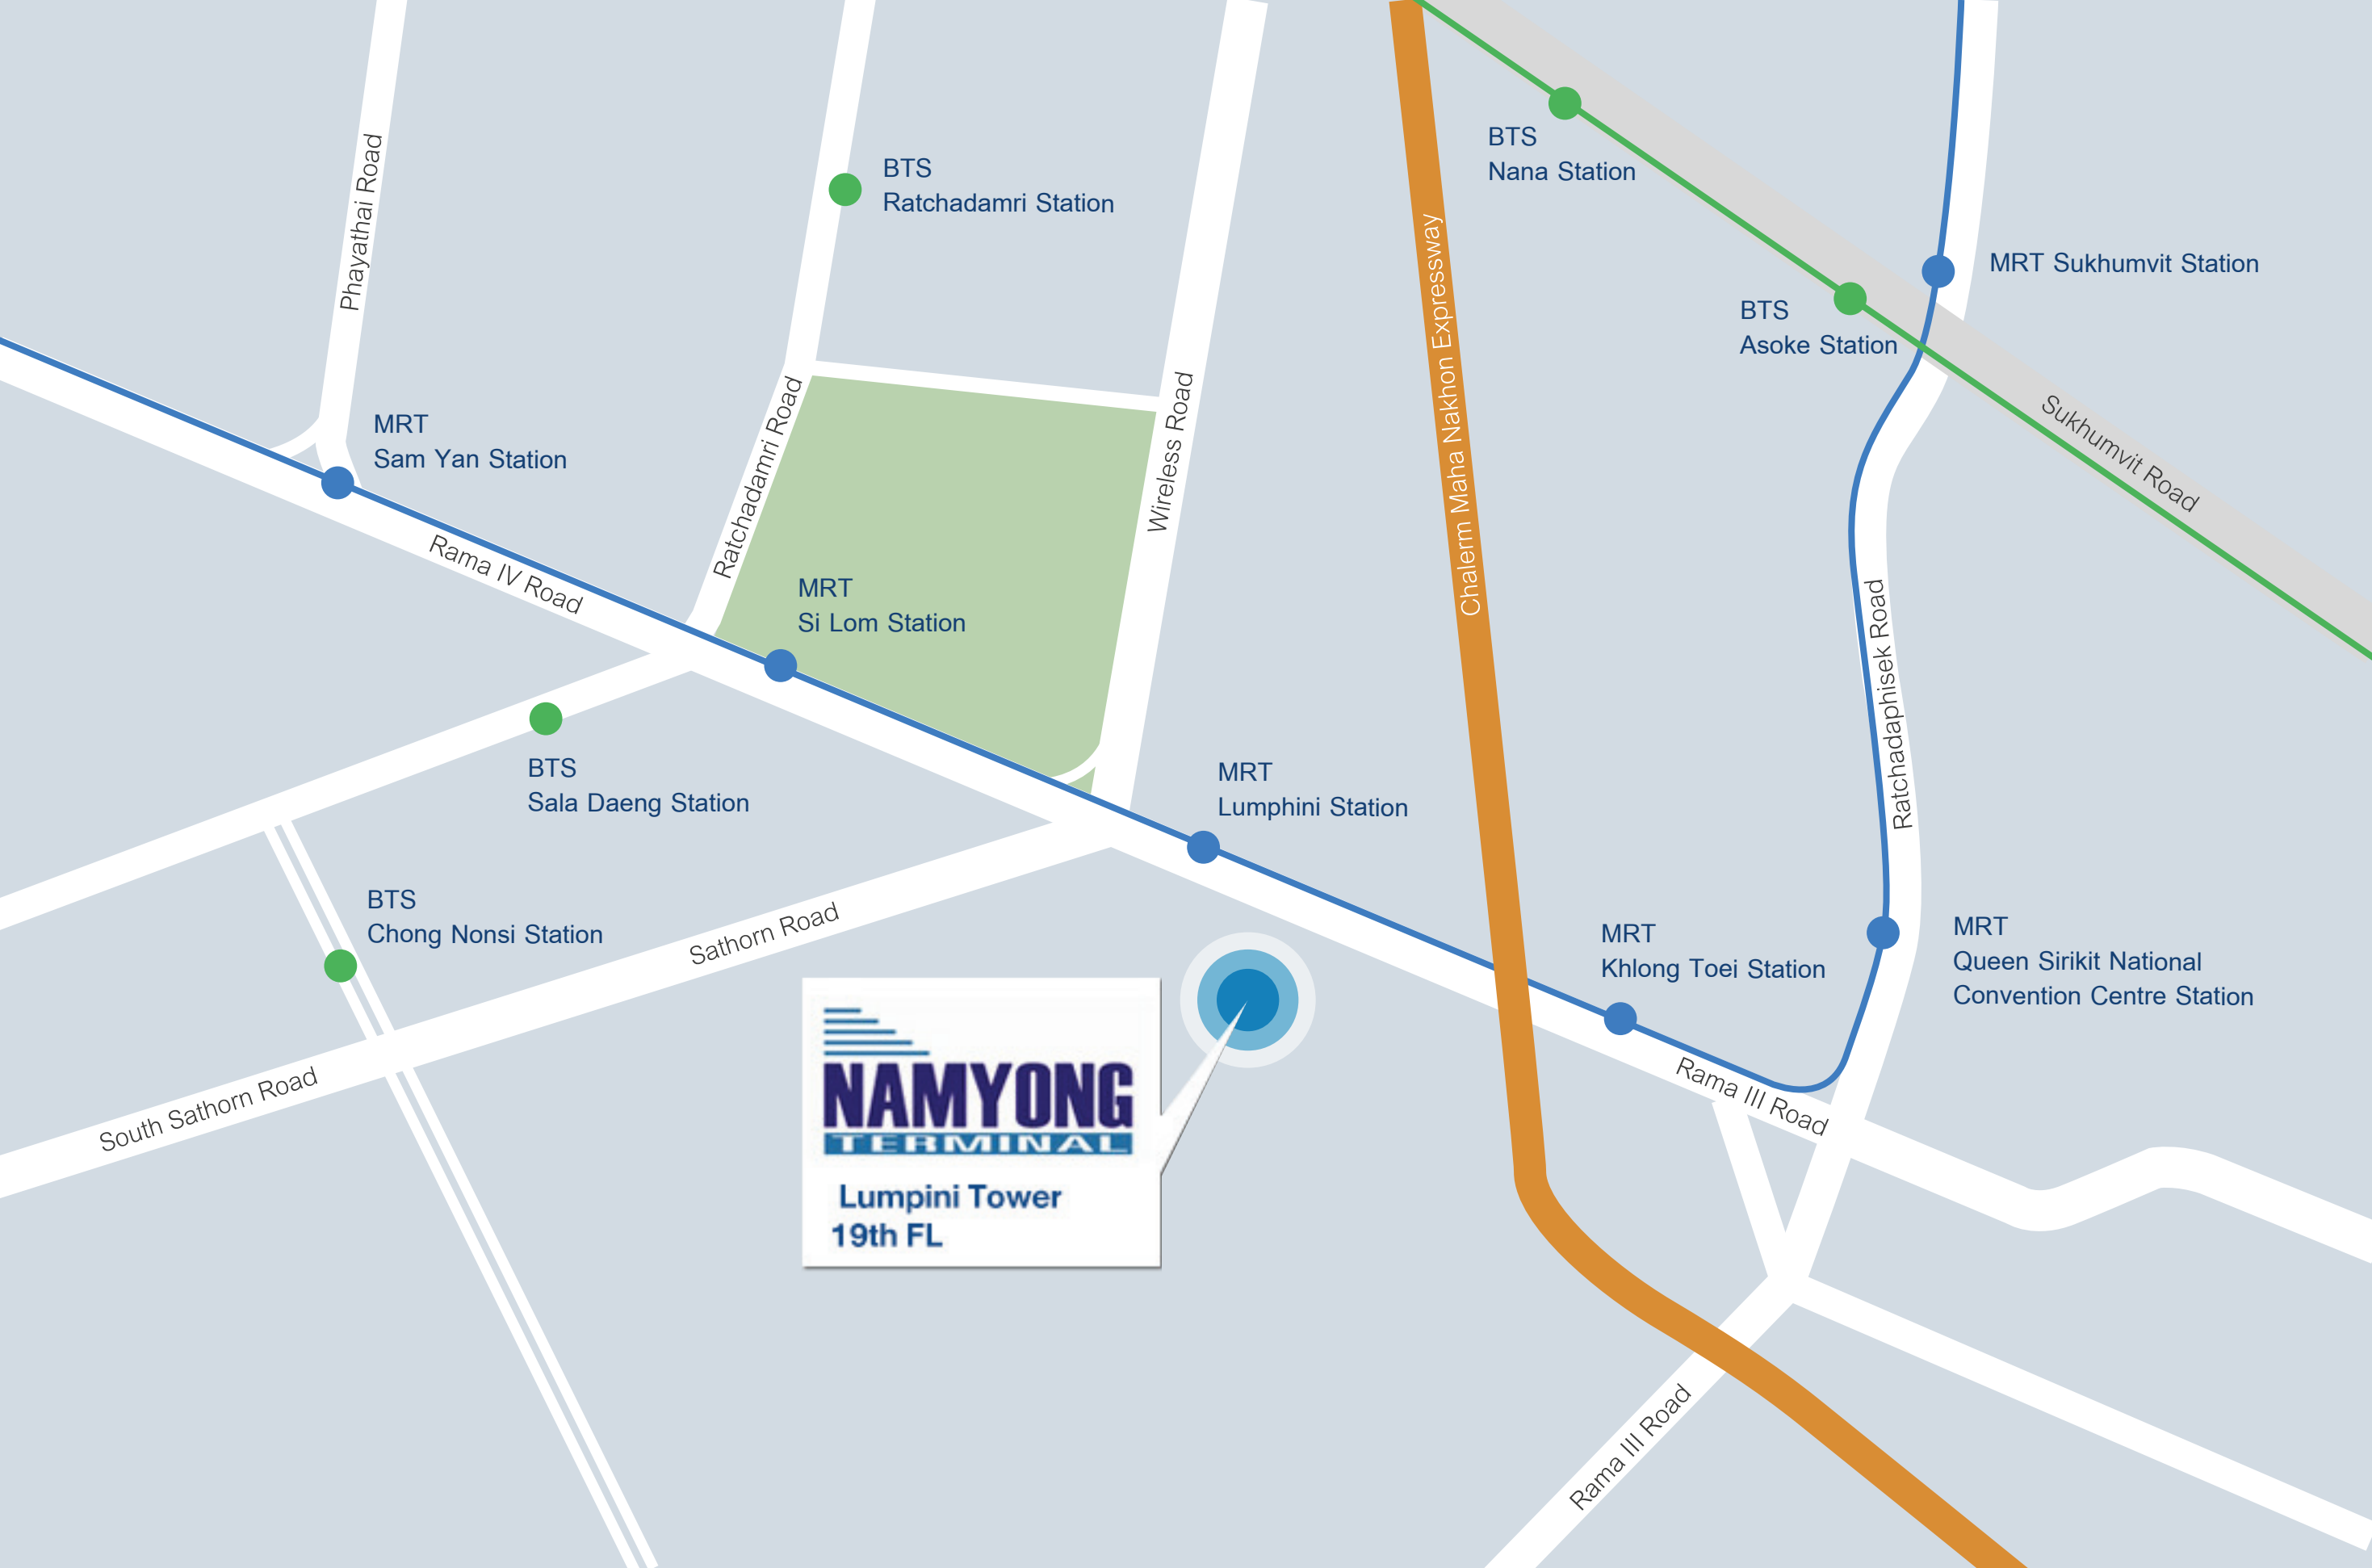 BTS
Nana Station
BTS
Ratchadamri Station
Phayathai Road
MRT Sukhumvit Station
BTS
Asoke Station
Chalerm Maha Nakhon Expressway
Sukhumvit Road
MRT
Sam Yan Station
Ratchadamri Road
Wireless Road
Rama IV Road
MRT
Si Lom Station
Ratchadaphisek Road
BTS
Sala Daeng Station
MRT
Lumphini Station
BTS
Chong Nonsi Station
Sathorn Road
MRT
Khlong Toei Station
MRT
Queen Sirikit National
Convention Centre Station
South Sathorn Road
Rama III Road
NAMYONG
TERMINAL
Lumpini Tower
19th FL
Rama III Road